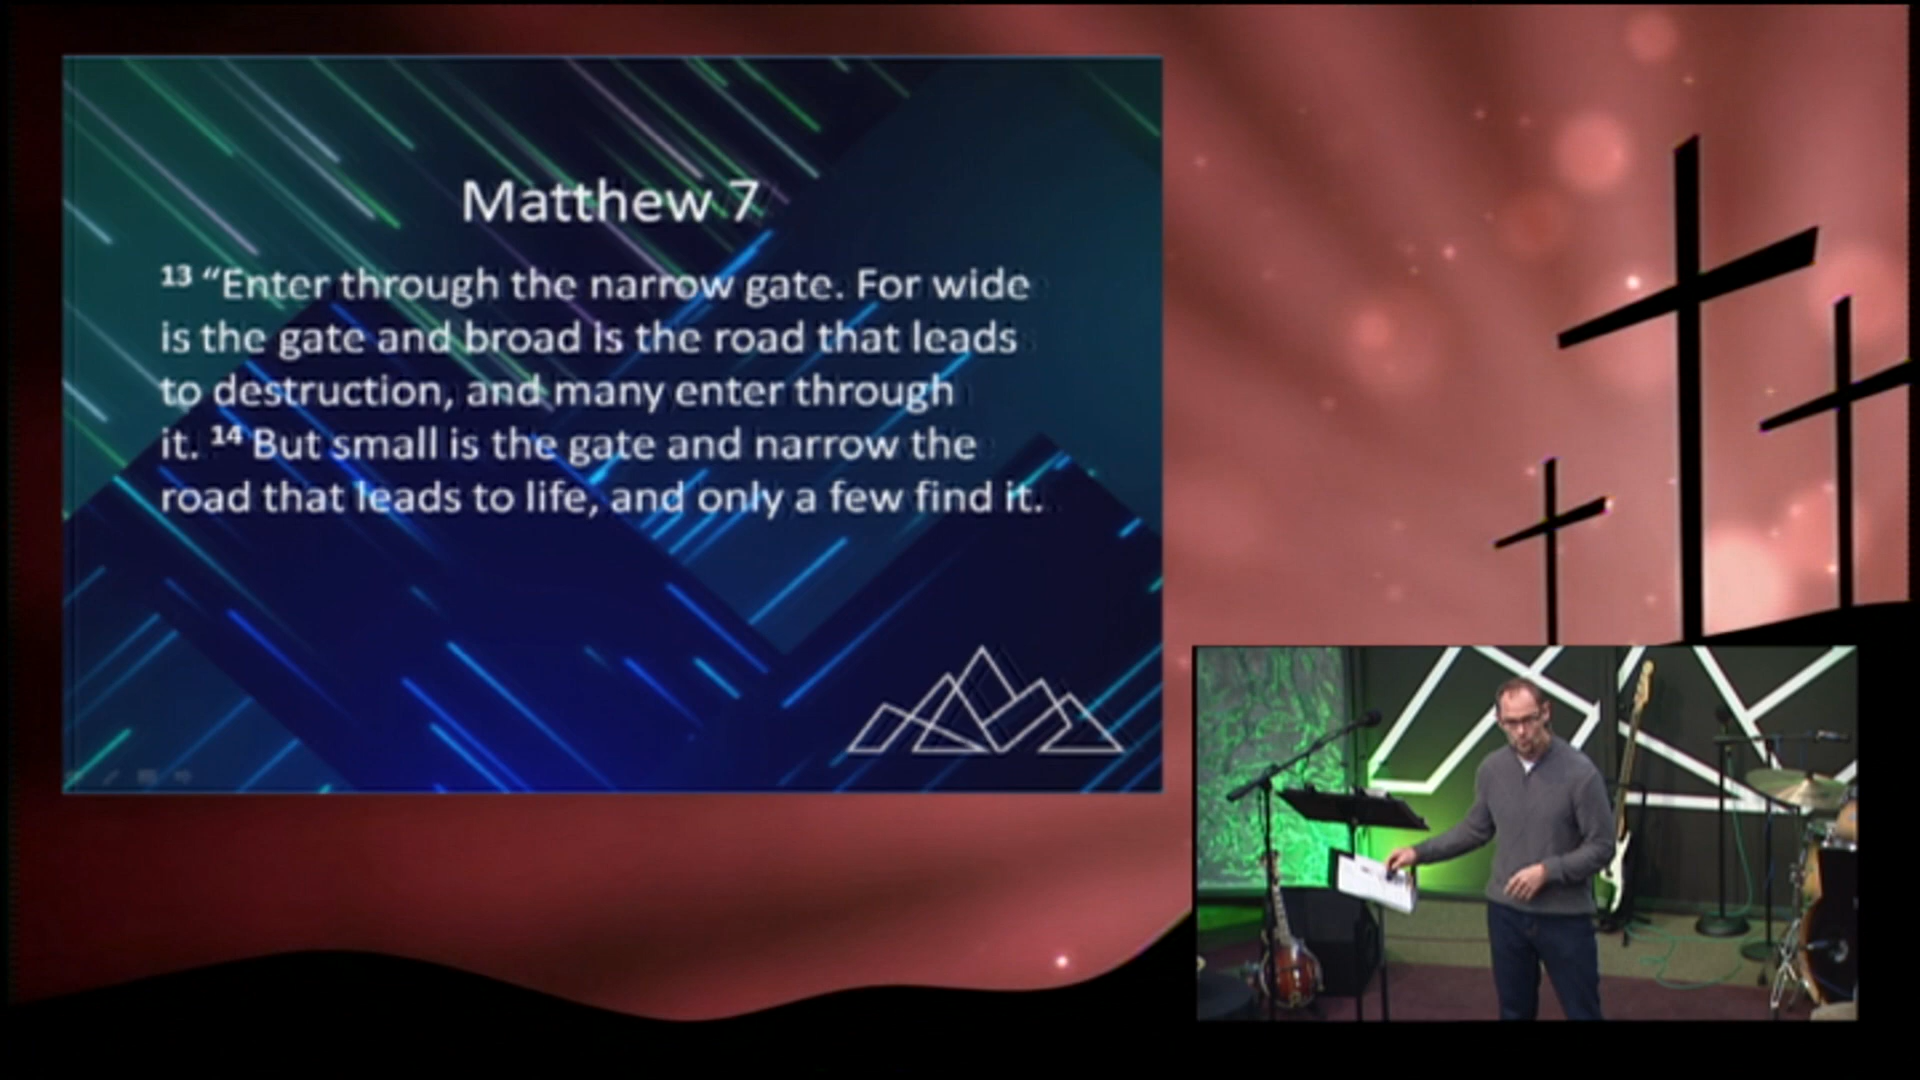 Matthew 7
13 “Enter through the narrow gate. For wide
is the gate and broad is the road that leads
to destruction, and many enter through
it. 14 But small is the gate and narrow the
road that leads to life, and only a few find it.